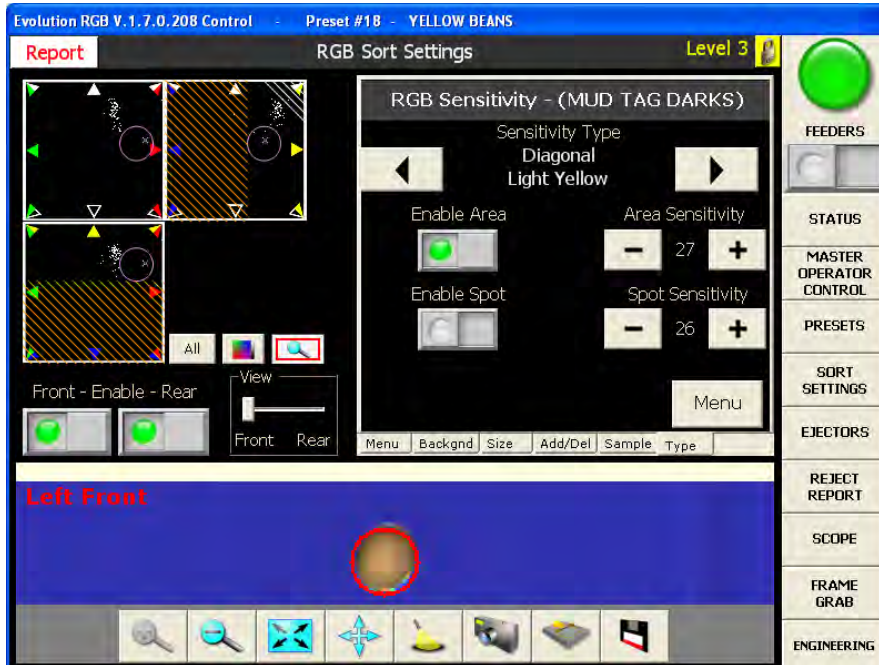 Evolution RGB V.1.7.0.208 Control - Preset #18 - YELLOW BEANS
Report
RGB Sort Settings
Level 3
RGB Sensitivity - (MUD TAG DARKS)
Sensitivity Type
Diagonal
Light Yellow
Enable Area
Area Sensitivity
− 27 +
Enable Spot
Spot Sensitivity
− 26 +
Menu
Menu Backgnd Size Add/Del Sample Type
All
Front - Enable - Rear
View
Front Rear
Left Front
FEEDERS
STATUS
MASTER
OPERATOR
CONTROL
PRESETS
SORT
SETTINGS
EJECTORS
REJECT
REPORT
SCOPE
FRAME
GRAB
ENGINEERING